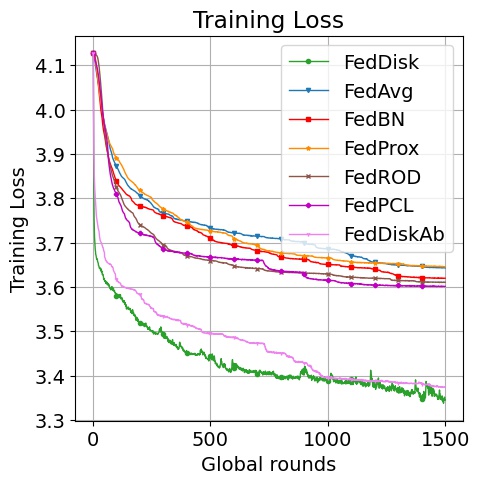 Training Loss
FedDisk
FedAvg
FedBN
FedProx
FedROD
FedPCL
FedDiskAb
Training Loss
4.1
4.0
3.9
3.8
3.7
3.6
3.5
3.4
3.3
0 500 1000 1500
Global rounds